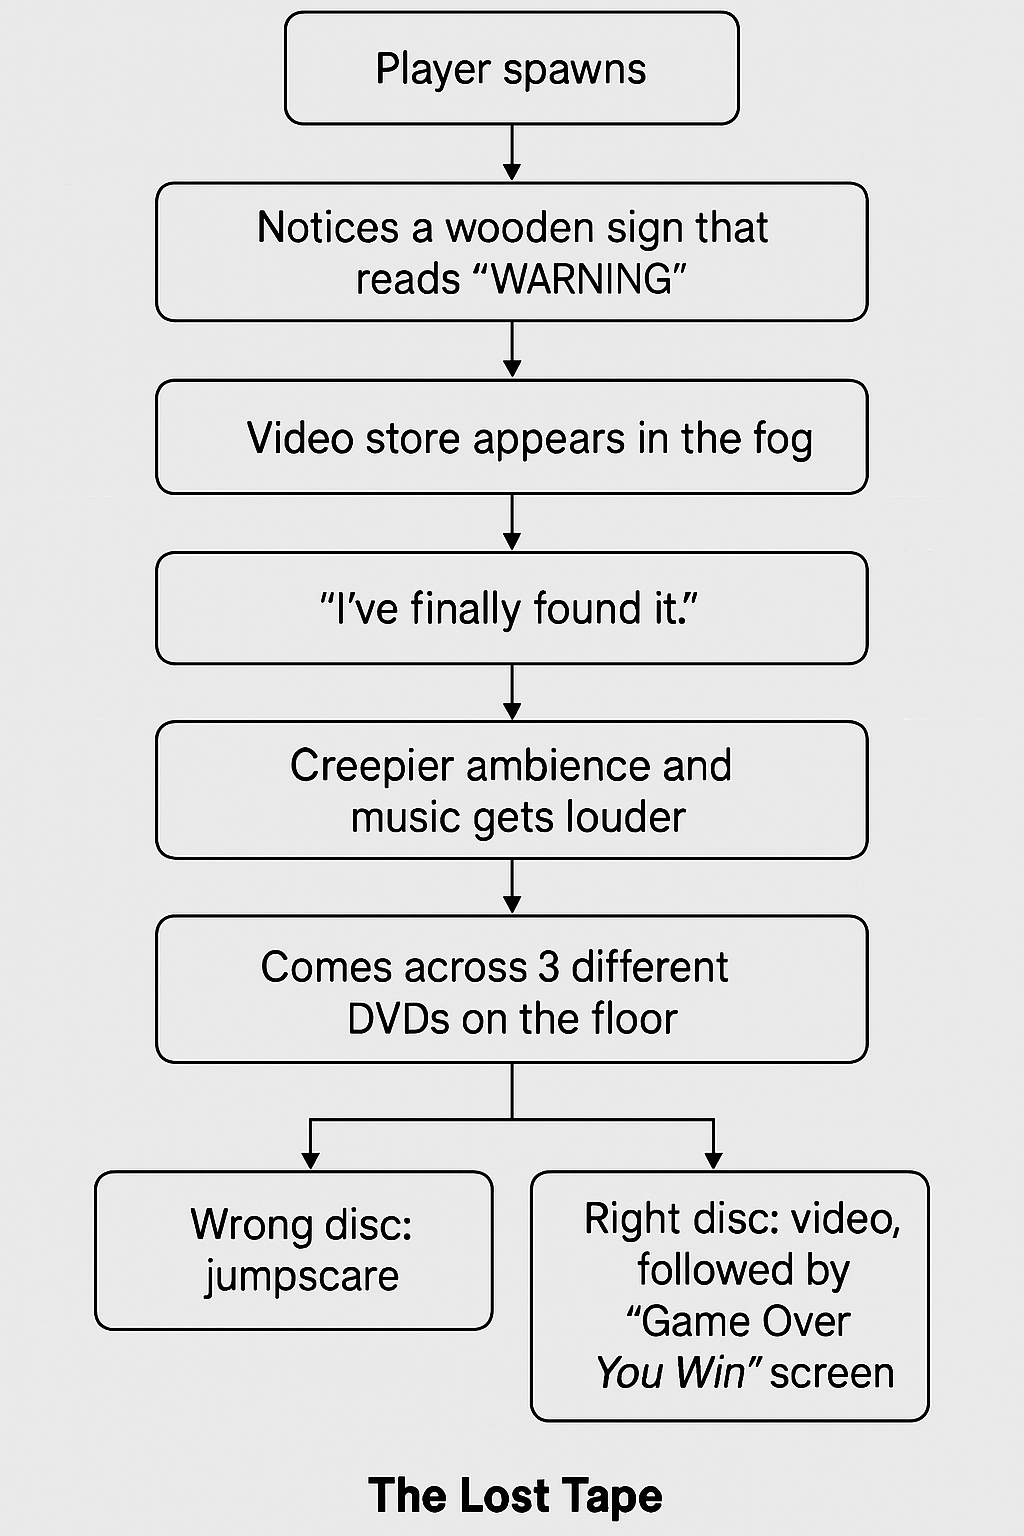 Player spawns
Notices a wooden sign that
reads “WARNING”
Video store appears in the fog
“I’ve finally found it.”
Creepier ambience and
music gets louder
Comes across 3 different
DVDs on the floor
Wrong disc:
jumpscare
Right disc: video,
followed by
“Game Over
You Win” screen
The Lost Tape